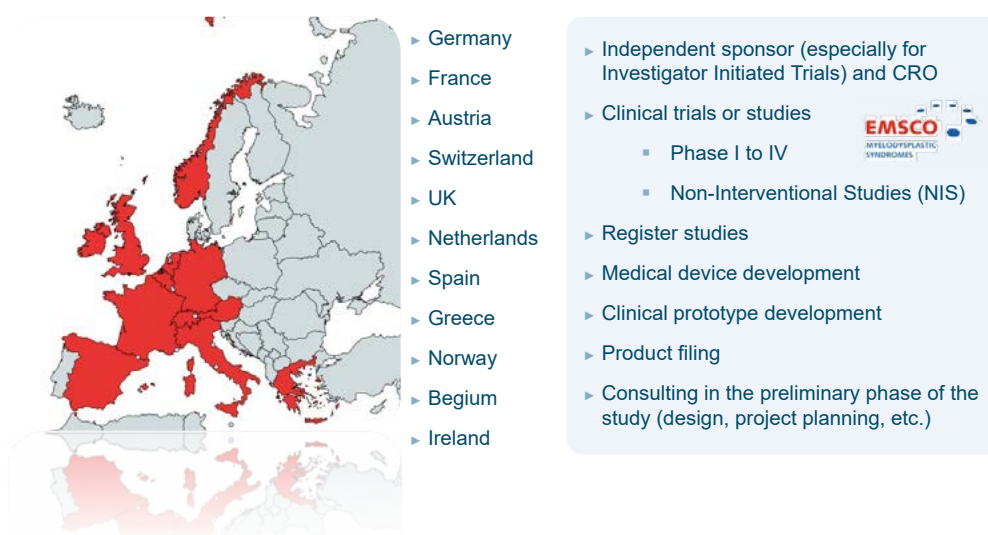 Germany
France
Austria
Switzerland
UK
Netherlands
Spain
Greece
Norway
Begium
Ireland
Independent sponsor (especially for
Investigator Initiated Trials) and CRO
Clinical trials or studies
EMSCO
MYELODYSPLASTIC
SYNDROMES
Phase I to IV
Non-Interventional Studies (NIS)
Register studies
Medical device development
Clinical prototype development
Product filing
Consulting in the preliminary phase of the
study (design, project planning, etc.)